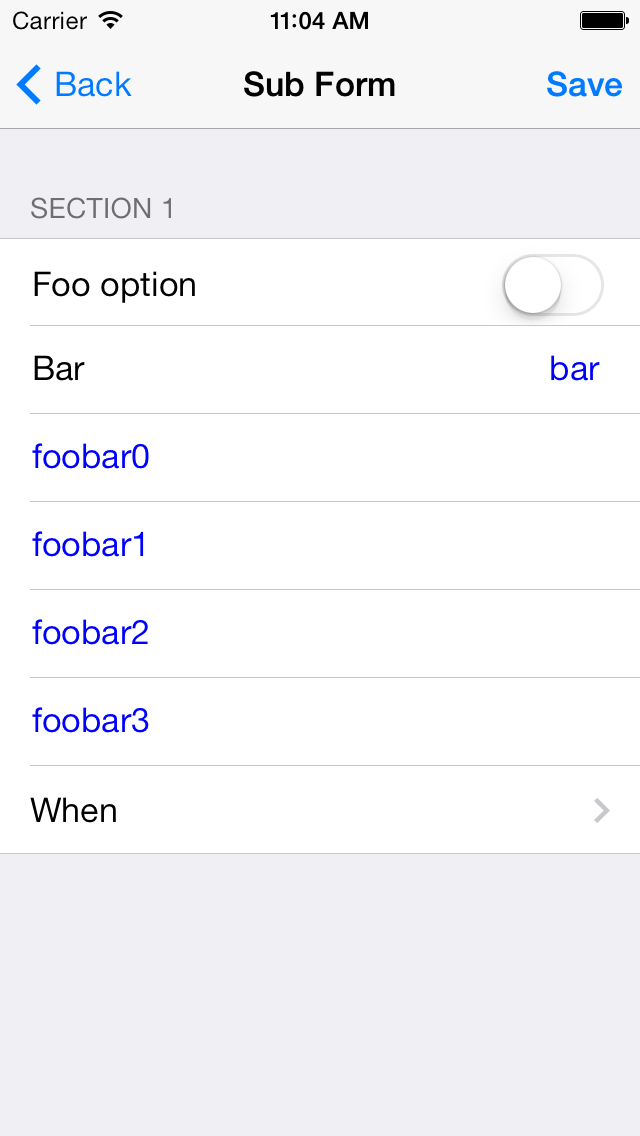 Carrier 11:04 AM
Back Sub Form Save
SECTION 1
Foo option
Bar bar
foobar0
foobar1
foobar2
foobar3
When